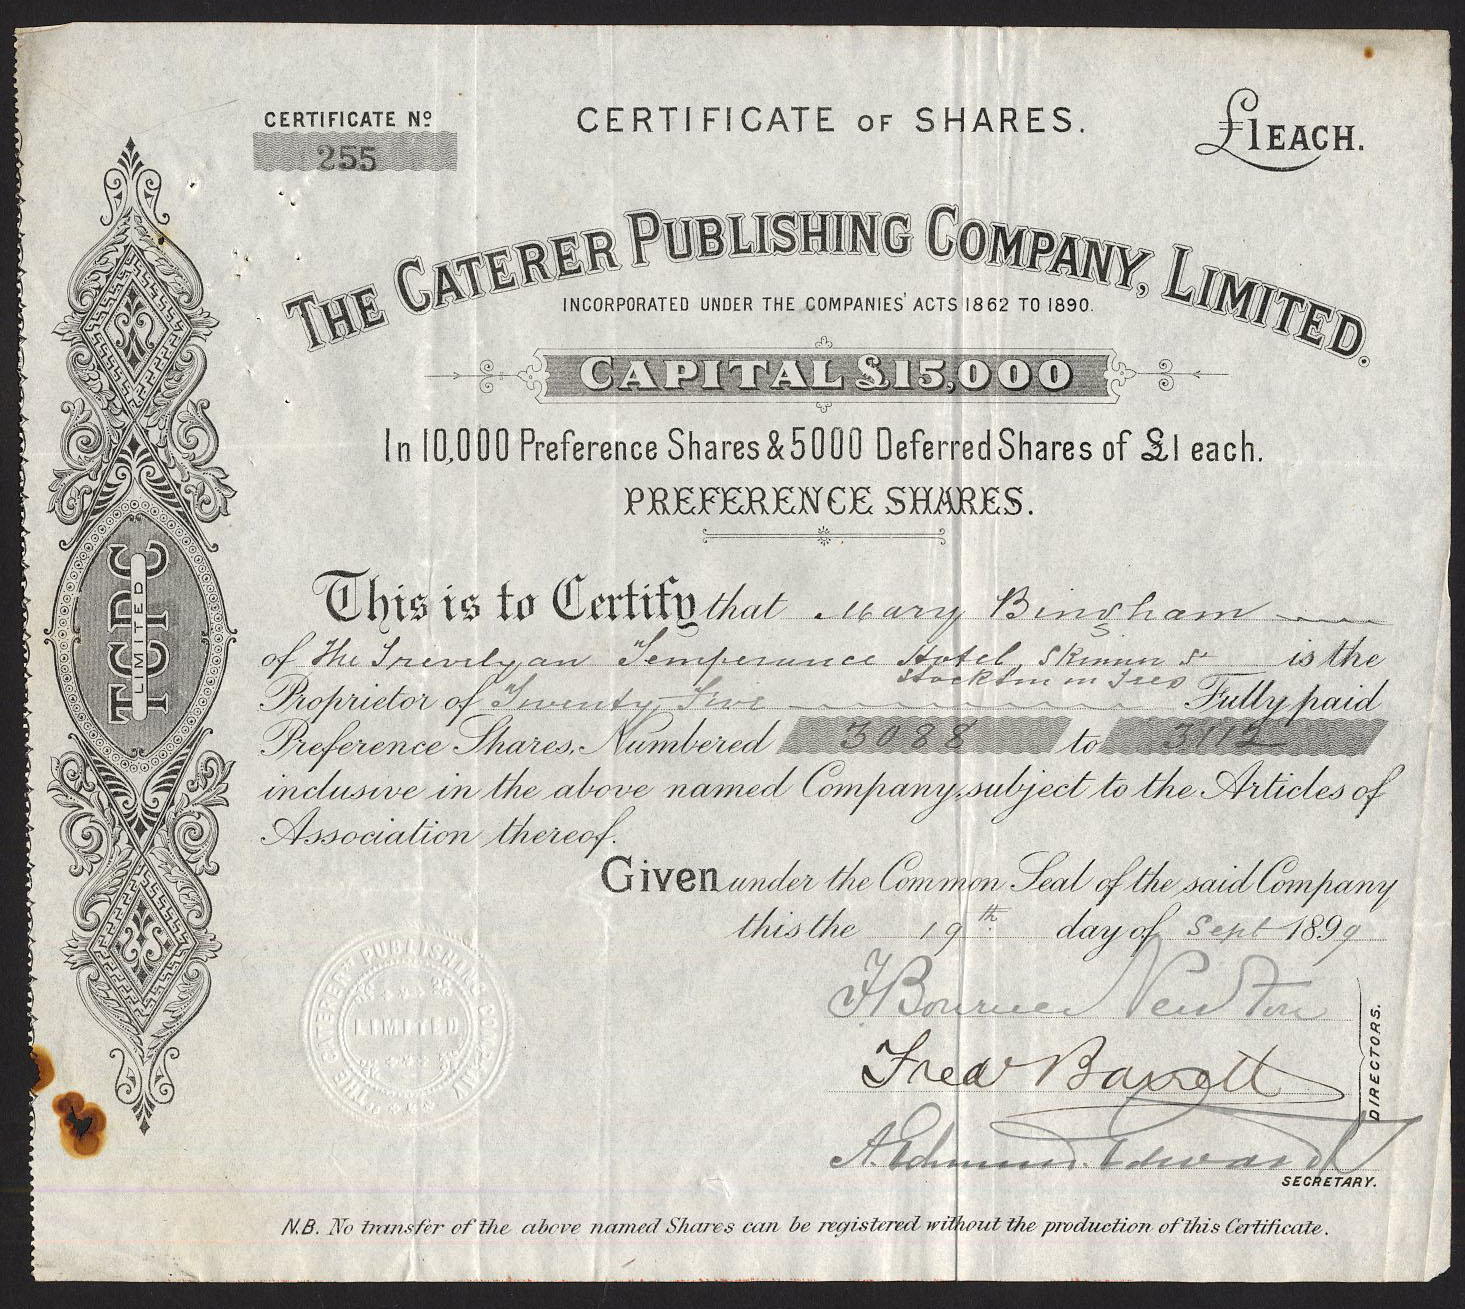 CERTIFICATE Nº
255
CERTIFICATE OF SHARES.
£1 EACH.
THE CATERER PUBLISHING COMPANY, LIMITED.
INCORPORATED UNDER THE COMPANIES' ACTS 1862 TO 1890.
CAPITAL £15,000
In 10,000 Preference Shares & 5000 Deferred Shares of £1 each.
PREFERENCE SHARES.
TCPC
LIMITED
This is to Certify that Mary Bingham
of The Trevelyan Temperance Hotel, Skinner St is the
Stockton on Tees
Proprietor of Twenty Five Fully paid
Preference Shares. Numbered 3088 to 3112
inclusive in the above named Company, subject to the Articles of
Association thereof.
Given under the Common Seal of the said Company
this the 19th day of Sept 1899
THE CATERER PUBLISHING COMPANY
LIMITED
F Bourne Newton
Fred Barrett
DIRECTORS.
A. Edmund Edwards
SECRETARY.
N.B. No transfer of the above named Shares can be registered without the production of this Certificate.